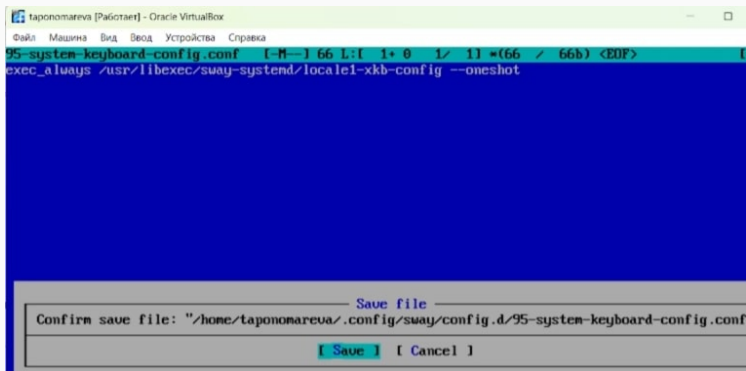 taponomareva [Работает] - Oracle VirtualBox
Файл Машина Вид Ввод Устройства Справка
95-system-keyboard-config.conf [-M--] 66 L:[ 1+ 0 1/ 1] *(66 / 66b) <EOF> [
exec_always /usr/libexec/sway-systemd/locale1-xkb-config --oneshot
Save file
Confirm save file: "/home/taponomareva/.config/sway/config.d/95-system-keyboard-config.conf
[ Save ] [ Cancel ]